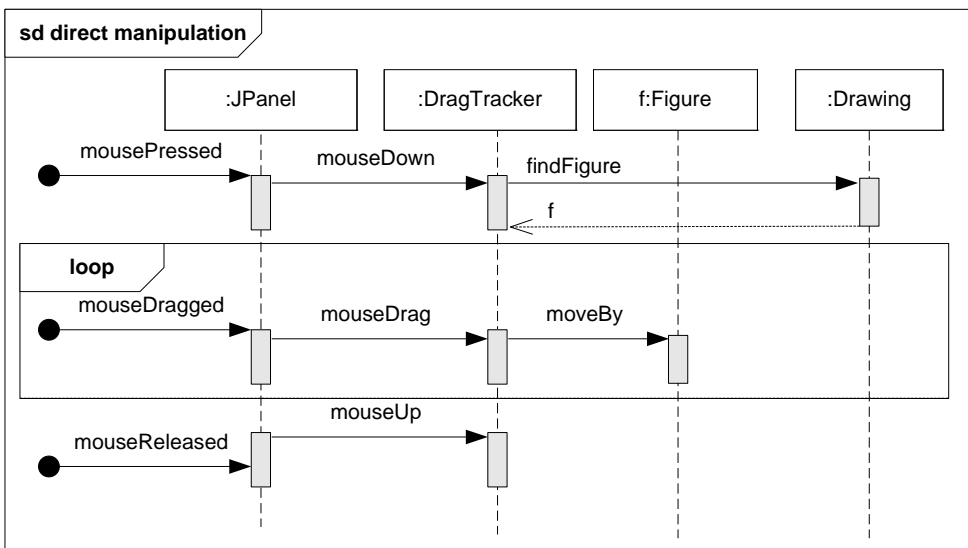 sd direct manipulation
:JPanel
:DragTracker
f:Figure
:Drawing
mousePressed
mouseDown
findFigure
f
loop
mouseDragged
mouseDrag
moveBy
mouseUp
mouseReleased